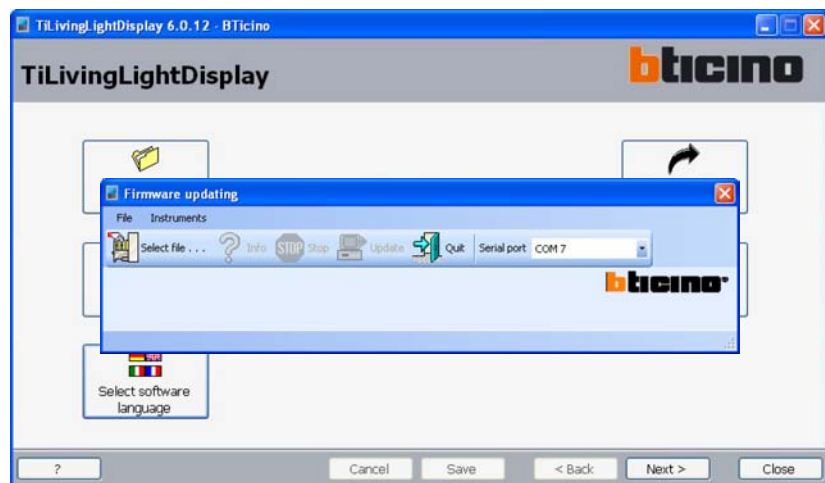 TiLivingLightDisplay 6.0.12 - BTicino
TiLivingLightDisplay
bticino
Firmware updating
File Instruments
Select file . . . Info STOP Stop Update Quit Serial port COM 7
bticino
Select software
language
? Cancel Save < Back Next > Close